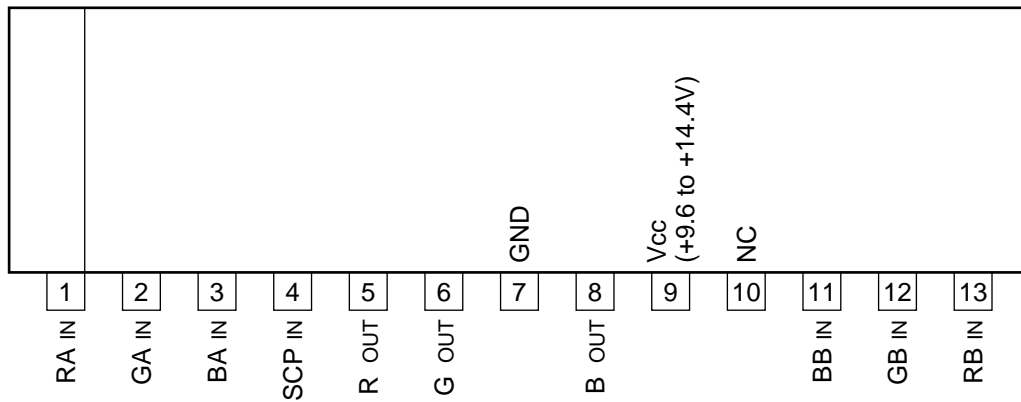 GND
Vcc
(+9.6 to +14.4V)
NC
1
2
3
4
5
6
7
8
9
10
11
12
13
RA IN
GA IN
BA IN
SCP IN
R OUT
G OUT
B OUT
BB IN
GB IN
RB IN